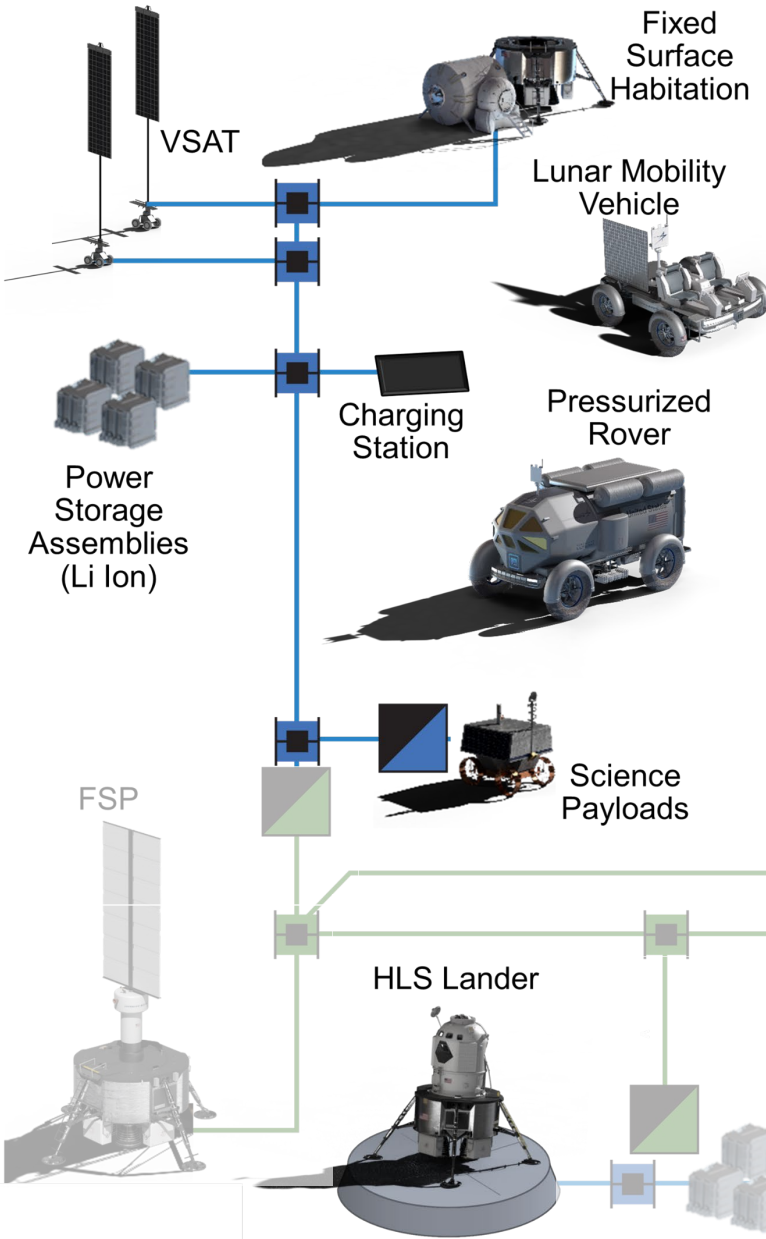 Fixed
Surface
Habitation
VSAT
Lunar Mobility
Vehicle
Charging
Station
Pressurized
Rover
Power
Storage
Assemblies
(Li Ion)
Science
Payloads
FSP
HLS Lander